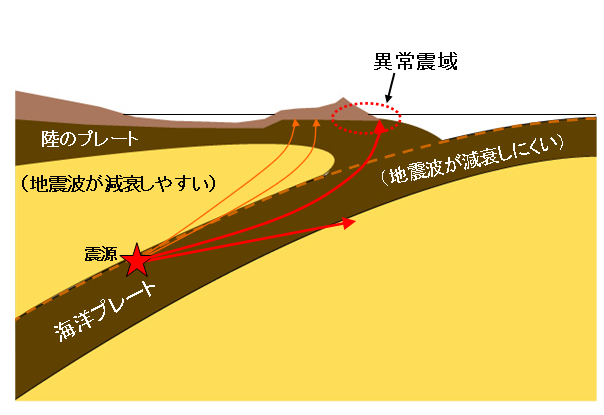 異常震域
陸のプレート
(地震波が減衰しにくい)
(地震波が減衰しやすい)
震源
海洋プレート